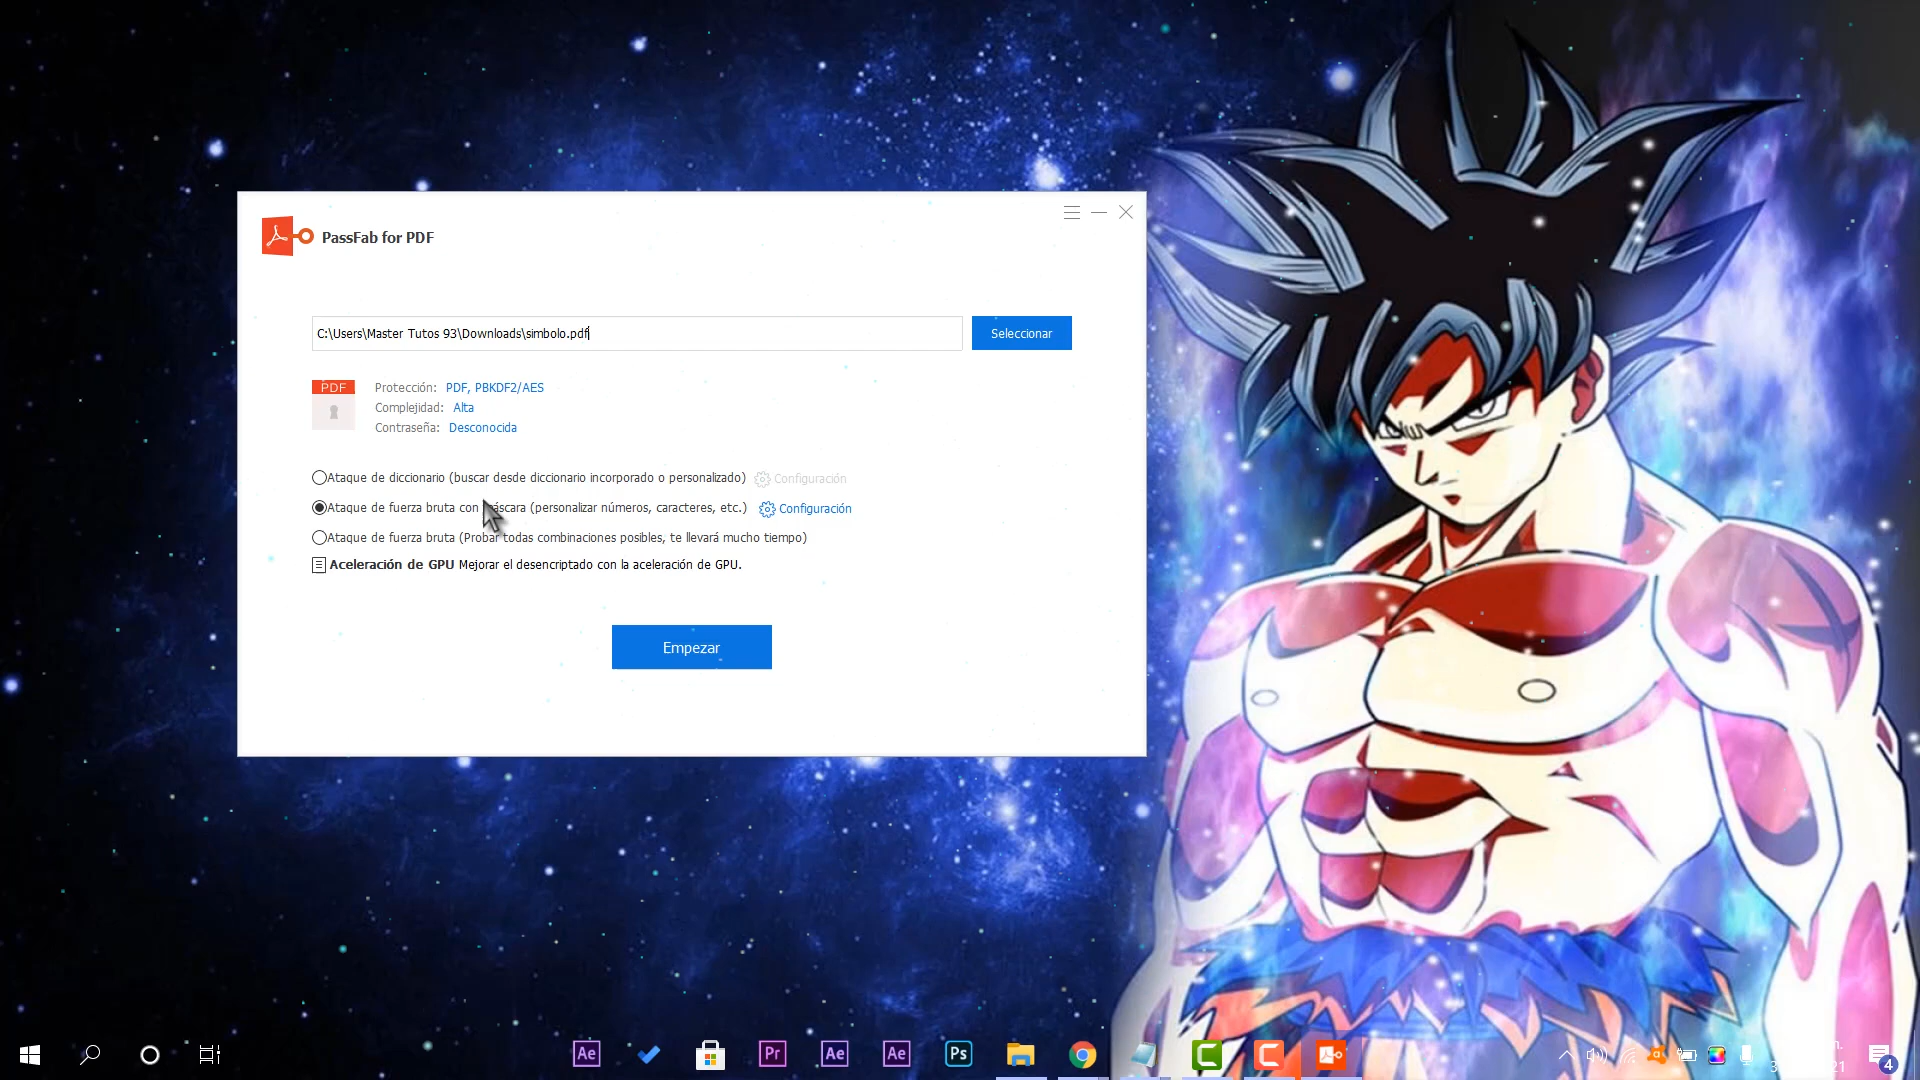 PassFab for PDF
C:\Users\Master Tutos 93\Downloads\simbolo.pdf
Seleccionar
PDF
Protección: PDF, PBKDF2/AES
Complejidad: Alta
Contraseña: Desconocida
Ataque de diccionario (buscar desde diccionario incorporado o personalizado) Configuración
Ataque de fuerza bruta con (personalizar números, caracteres, etc.) Configuración
Ataque de fuerza bruta (Probar todas combinaciones posibles, te llevará mucho tiempo)
Aceleración de GPU Mejorar el desencriptado con la aceleración de GPU.
Empezar
Ae
Pr
Ae
Ae
Ps
4